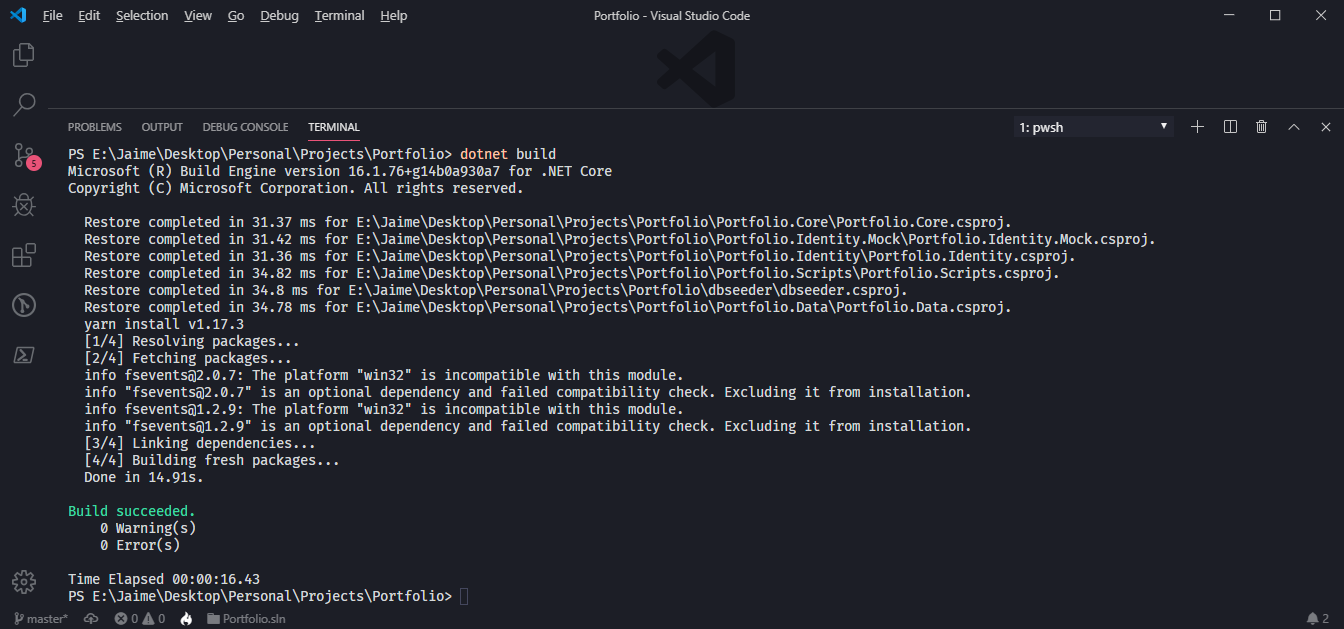 File Edit Selection View Go Debug Terminal Help
Portfolio - Visual Studio Code
PROBLEMS OUTPUT DEBUG CONSOLE TERMINAL
1: pwsh
PS E:\Jaime\Desktop\Personal\Projects\Portfolio> dotnet build
Microsoft (R) Build Engine version 16.1.76+g14b0a930a7 for .NET Core
Copyright (C) Microsoft Corporation. All rights reserved.
Restore completed in 31.37 ms for E:\Jaime\Desktop\Personal\Projects\Portfolio\Portfolio.Core\Portfolio.Core.csproj.
Restore completed in 31.42 ms for E:\Jaime\Desktop\Personal\Projects\Portfolio\Portfolio.Identity.Mock\Portfolio.Identity.Mock.csproj.
Restore completed in 31.36 ms for E:\Jaime\Desktop\Personal\Projects\Portfolio\Portfolio.Identity\Portfolio.Identity.csproj.
Restore completed in 34.82 ms for E:\Jaime\Desktop\Personal\Projects\Portfolio\Portfolio.Scripts\Portfolio.Scripts.csproj.
Restore completed in 34.8 ms for E:\Jaime\Desktop\Personal\Projects\Portfolio\dbseeder\dbseeder.csproj.
Restore completed in 34.78 ms for E:\Jaime\Desktop\Personal\Projects\Portfolio\Portfolio.Data\Portfolio.Data.csproj.
yarn install v1.17.3
[1/4] Resolving packages...
[2/4] Fetching packages...
info fsevents@2.0.7: The platform "win32" is incompatible with this module.
info "fsevents@2.0.7" is an optional dependency and failed compatibility check. Excluding it from installation.
info fsevents@1.2.9: The platform "win32" is incompatible with this module.
info "fsevents@1.2.9" is an optional dependency and failed compatibility check. Excluding it from installation.
[3/4] Linking dependencies...
[4/4] Building fresh packages...
Done in 14.91s.
Build succeeded.
0 Warning(s)
0 Error(s)
Time Elapsed 00:00:16.43
PS E:\Jaime\Desktop\Personal\Projects\Portfolio>
5
master* 0 0 Portfolio.sln 2